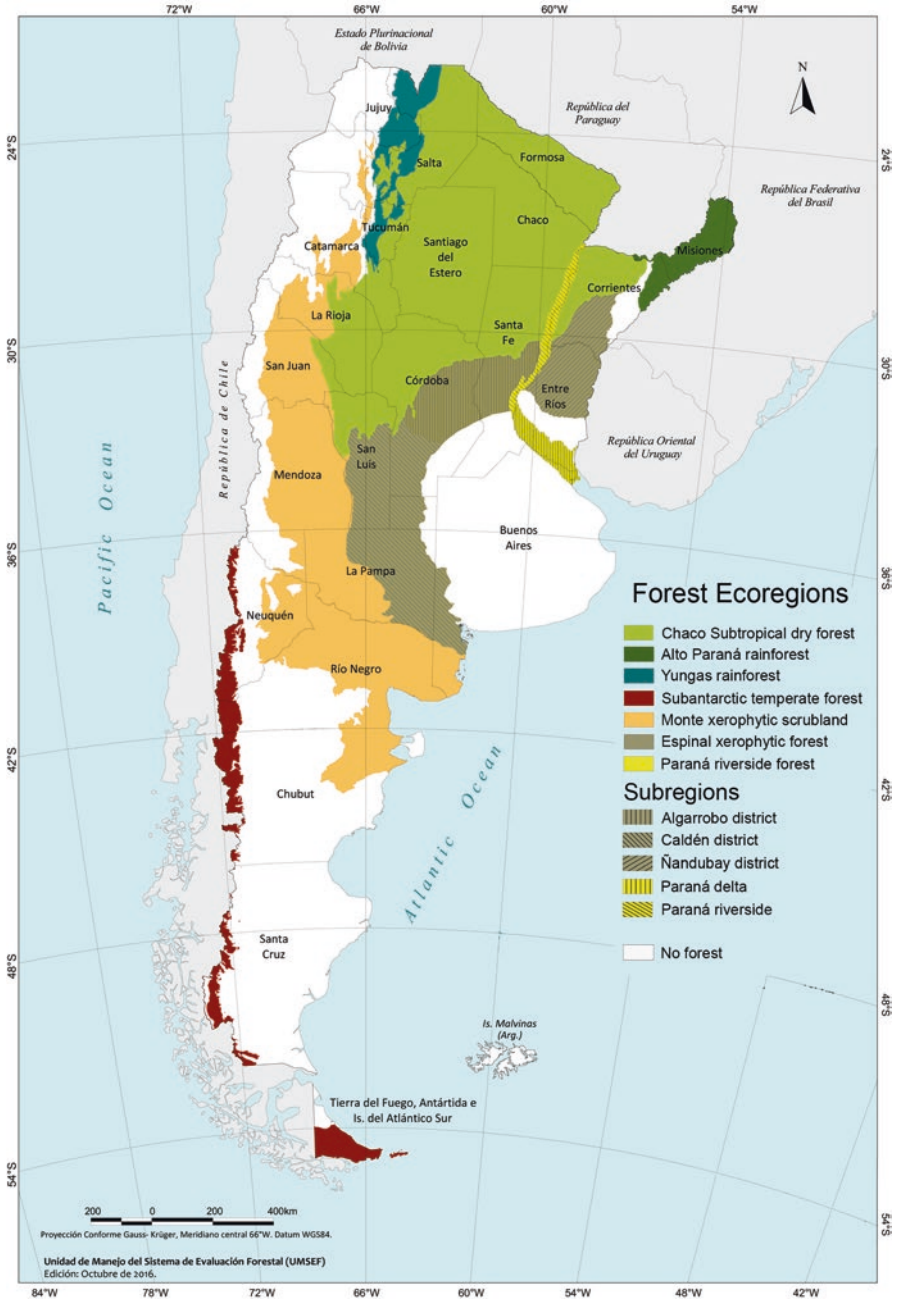 72°W
66°W
60°W
54°W
Estado Plurinacional
de Bolivia
N
Jujuy
República del
Paraguay
24°S
24°S
Salta
Formosa
República Federativa
del Brasil
Chaco
Tucumán
Misiones
Catamarca
Santiago
del
Estero
Corrientes
La Rioja
Santa
Fe
30°S
30°S
San Juan
Córdoba
Entre
Ríos
República de Chile
República Oriental
del Uruguay
San
Luis
Mendoza
Pacific Ocean
Buenos
Aires
36°S
36°S
La Pampa
Neuquén
Forest Ecoregions
Chaco Subtropical dry forest
Alto Paraná rainforest
Yungas rainforest
Subantarctic temperate forest
Monte xerophytic scrubland
Espinal xerophytic forest
Paraná riverside forest
Río Negro
42°S
42°S
Chubut
Atlantic Ocean
Subregions
Algarrobo district
Caldén district
Ñandubay district
Paraná delta
Paraná riverside
No forest
Santa
Cruz
48°S
48°S
Is. Malvinas
(Arg.)
Tierra del Fuego, Antártida e
Is. del Atlántico Sur
54°S
54°S
200 0 200 400km
Proyección Conforme Gauss- Krüger, Meridiano central 66°W. Datum WGS84.
Unidad de Manejo del Sistema de Evaluación Forestal (UMSEF)
Edición: Octubre de 2016.
84°W
78°W
72°W
66°W
60°W
54°W
48°W
42°W